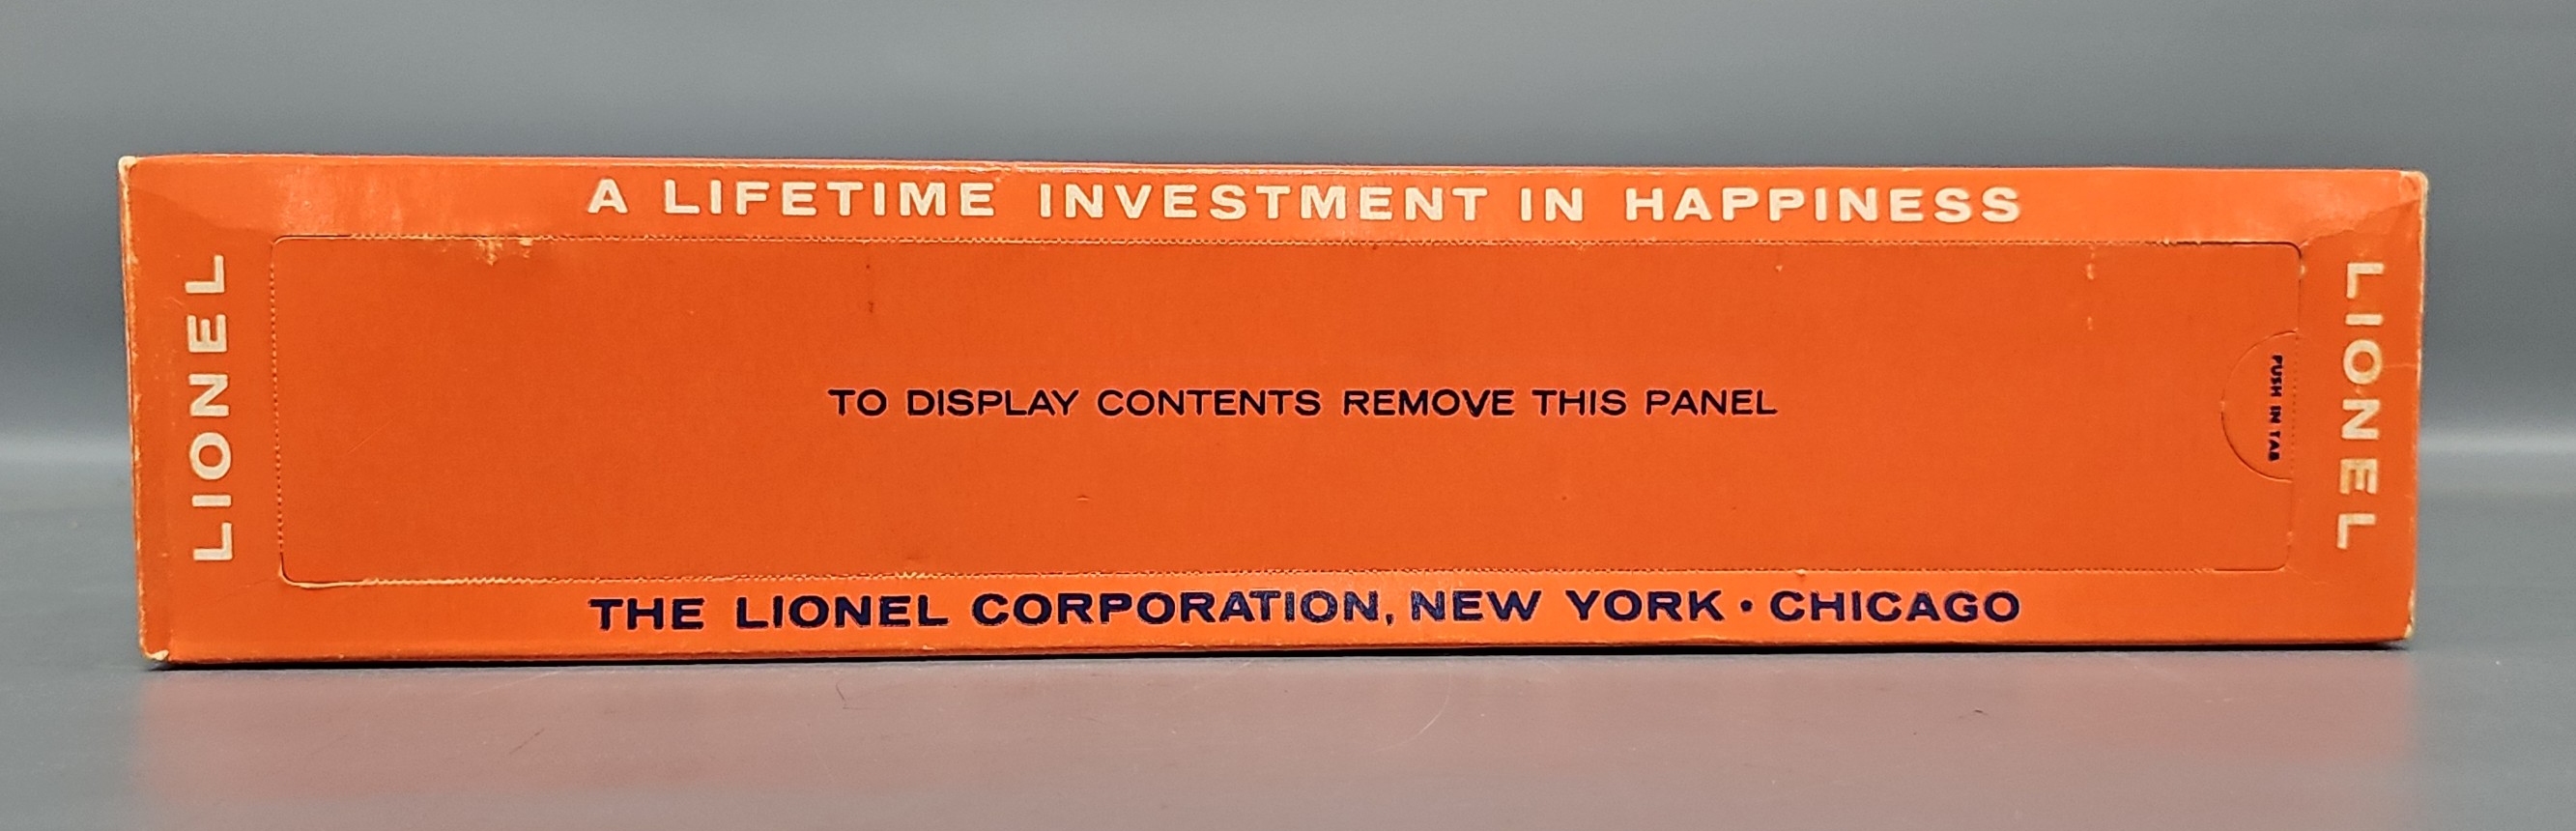 A LIFETIME INVESTMENT IN HAPPINESS
LIONEL
TO DISPLAY CONTENTS REMOVE THIS PANEL
PUSH IN TAB
LIONEL
THE LIONEL CORPORATION, NEW YORK • CHICAGO